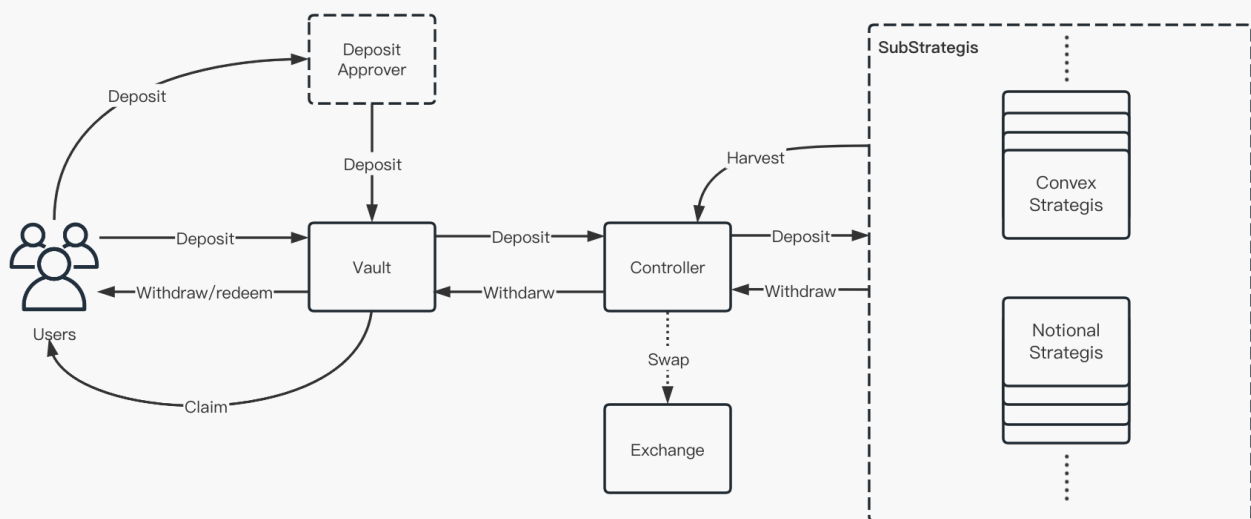 Deposit
Approver
SubStrategis
Deposit
Deposit
Harvest
Convex
Strategis
Deposit
Vault
Deposit
Controller
Deposit
Withdraw/redeem
Withdarw
Withdraw
Users
Swap
Notional
Strategis
Claim
Exchange